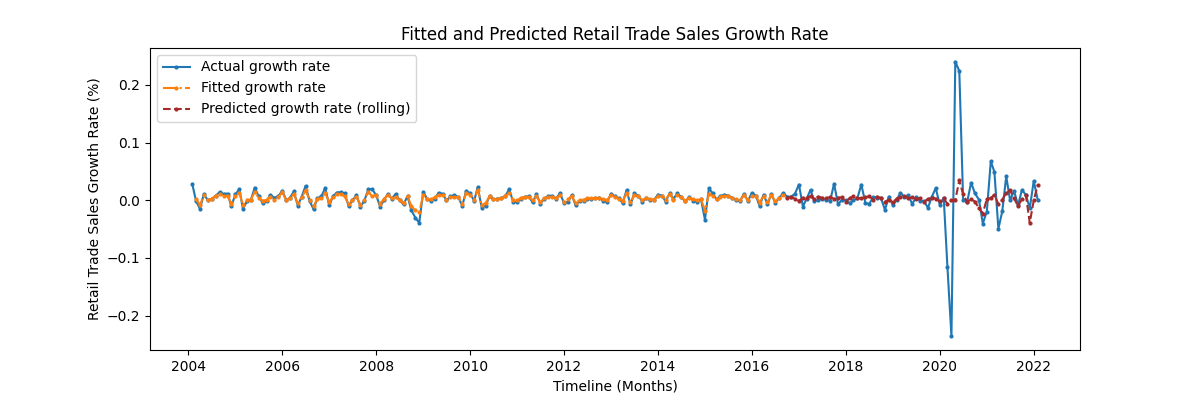 Fitted and Predicted Retail Trade Sales Growth Rate
Actual growth rate
Fitted growth rate
Predicted growth rate (rolling)
Retail Trade Sales Growth Rate (%)
0.2
0.1
0.0
−0.1
−0.2
2004 2006 2008 2010 2012 2014 2016 2018 2020 2022
Timeline (Months)